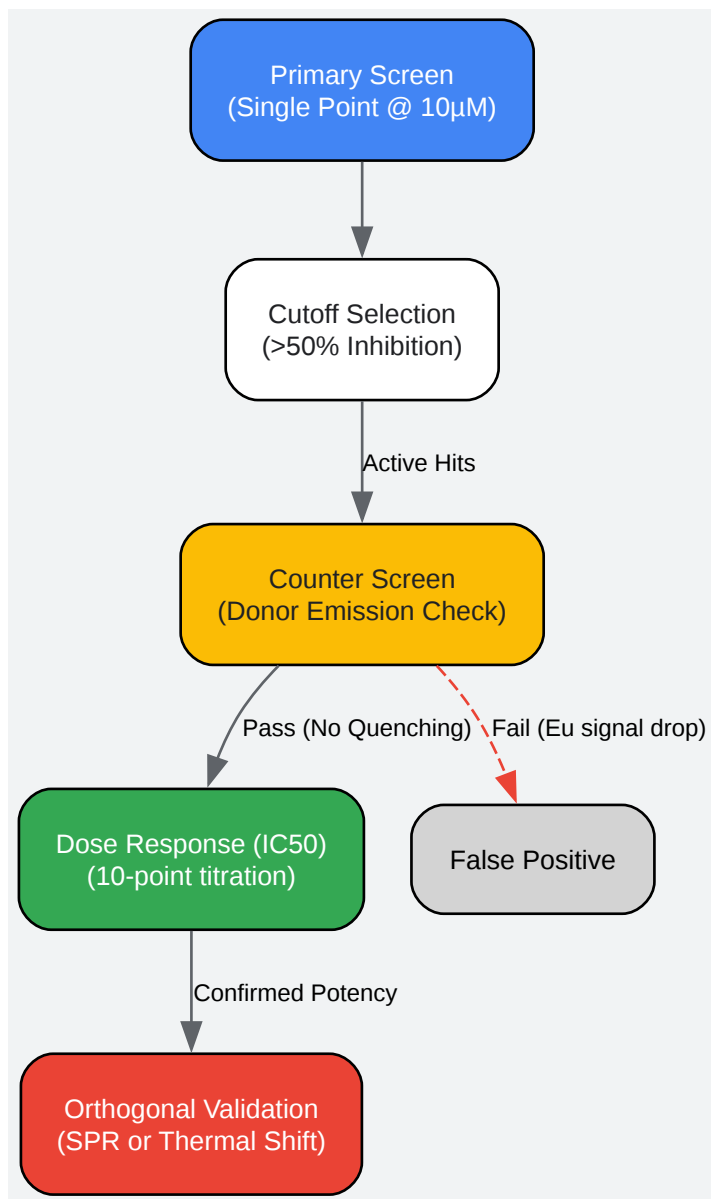 Primary Screen
(Single Point @ 10µM)
Cutoff Selection
(>50% Inhibition)
Active Hits
Counter Screen
(Donor Emission Check)
Pass (No Quenching)
Fail (Eu signal drop)
Dose Response (IC50)
(10-point titration)
False Positive
Confirmed Potency
Orthogonal Validation
(SPR or Thermal Shift)